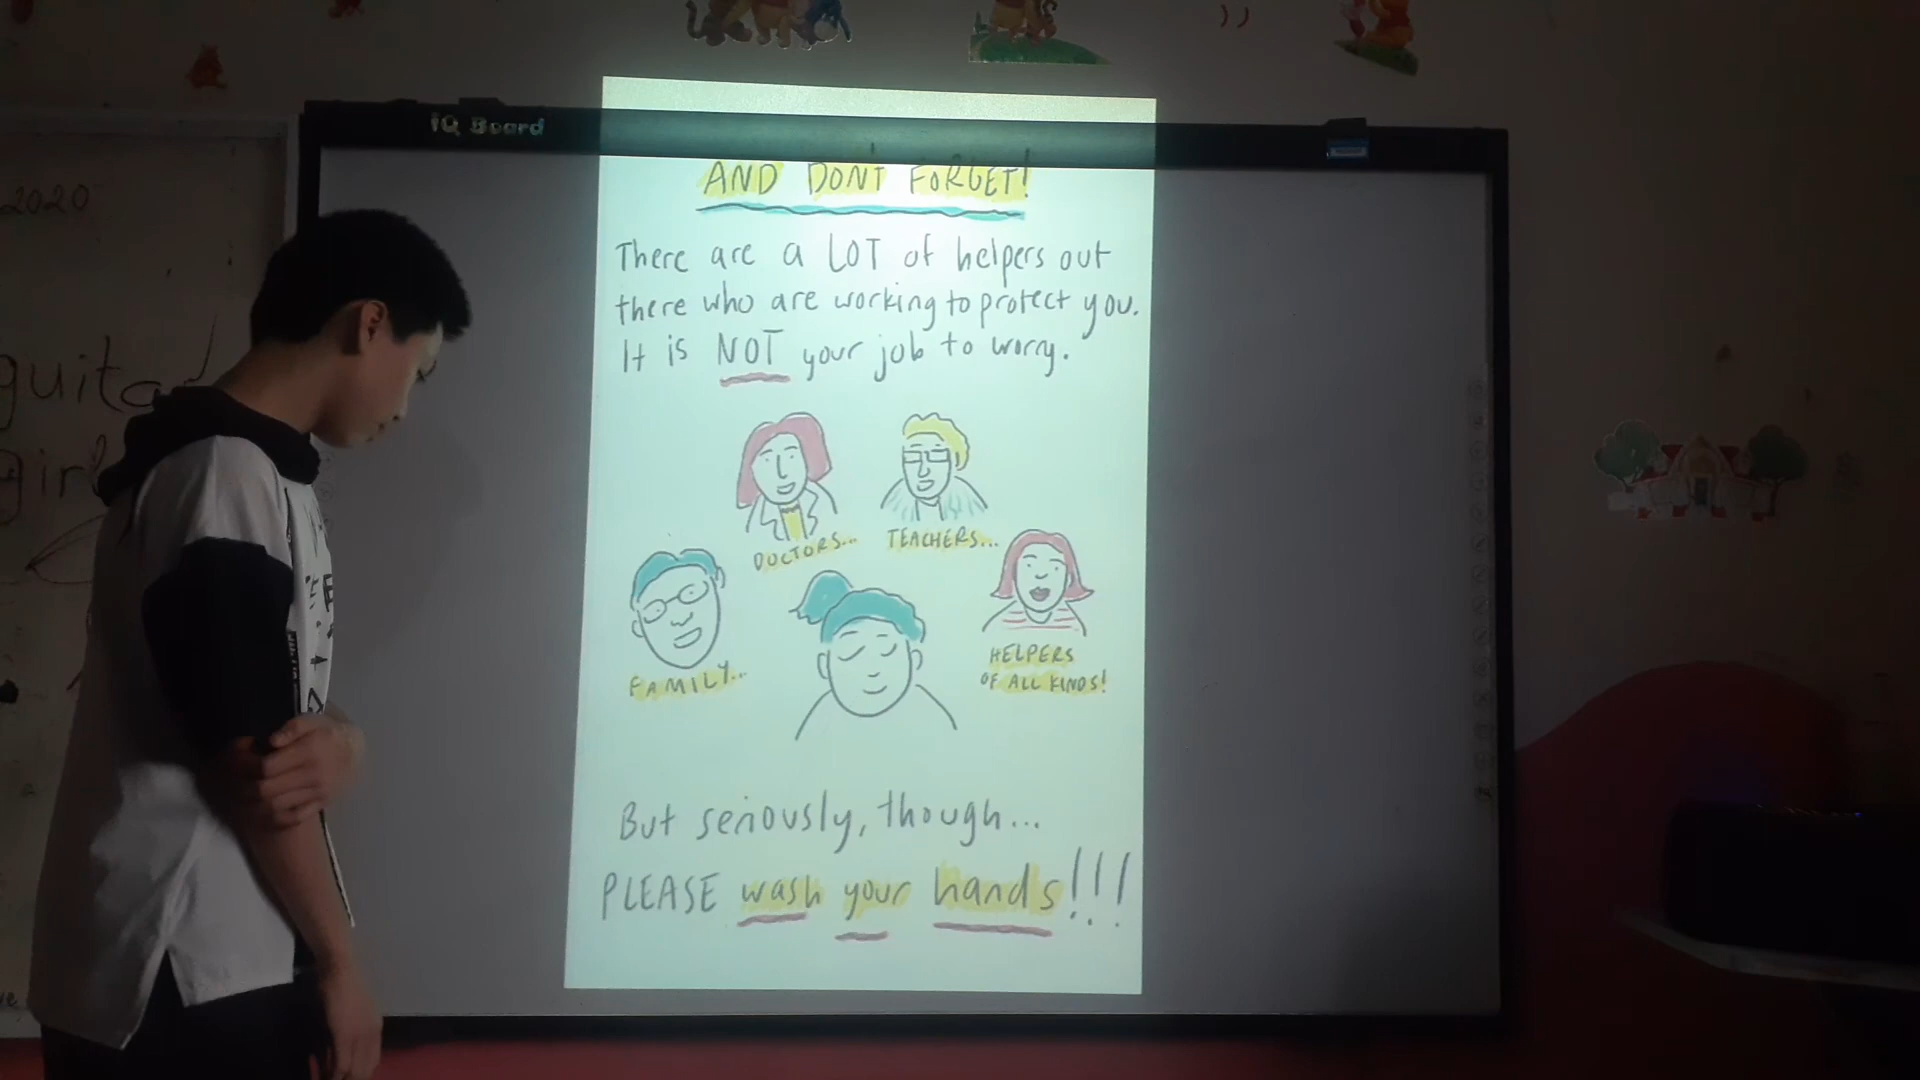 iQ Board
2020
AND DON'T FORGET!
There are a LOT of helpers out
there who are working to protect you.
It is NOT your job to worry.
guita
girl
DOCTORS...
TEACHERS...
FAMILY...
HELPERS
OF ALL KINDS!
But seriously, though...
PLEASE wash your hands!!!